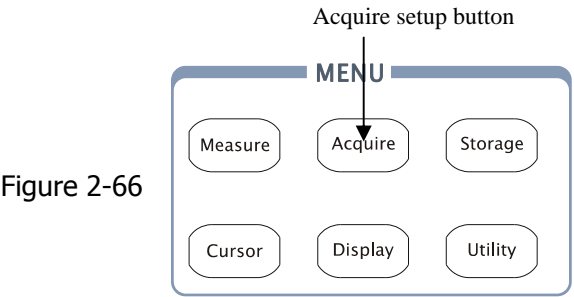 Acquire setup button
MENU
Measure Acquire Storage
Figure 2-66
Cursor Display Utility